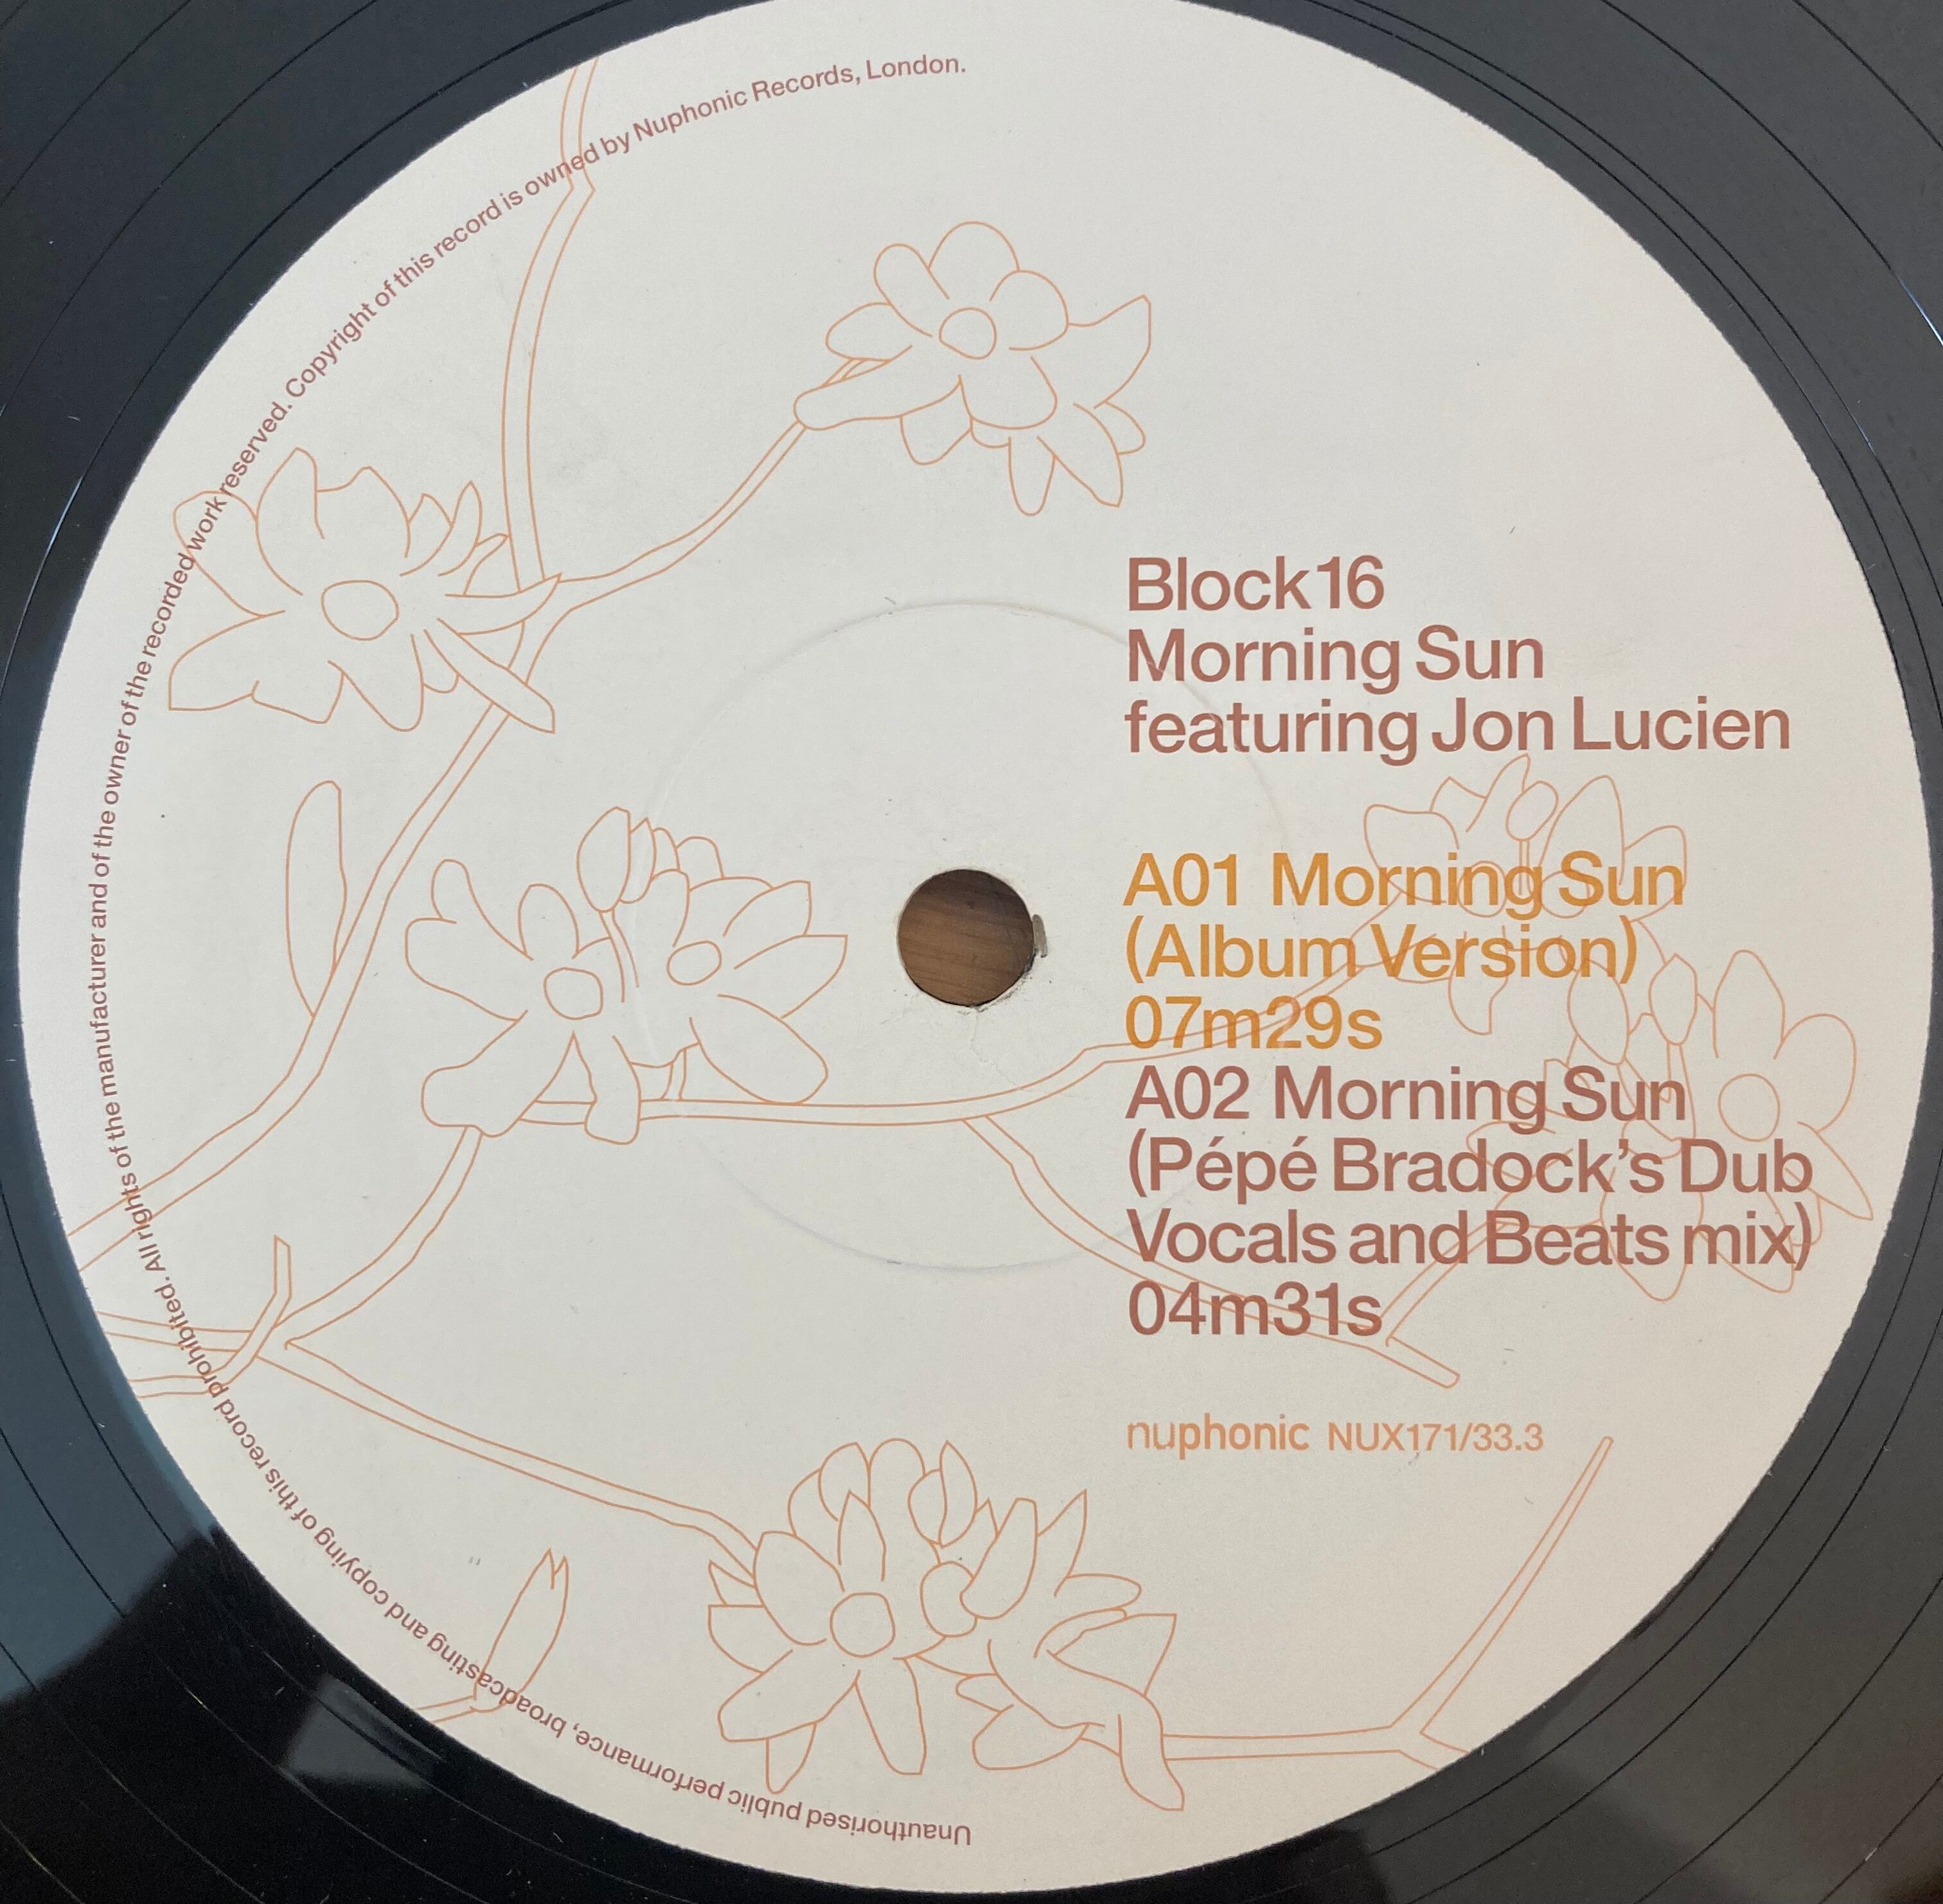 Block16
Morning Sun
featuring Jon Lucien
A01 Morning Sun
(Album Version)
07m29s
A02 Morning Sun
(Pépé Bradock’s Dub
Vocals and Beats mix)
04m31s
nuphonic NUX171/33.3
Unauthorised public performance, broadcasting and copying of this record prohibited. All rights of the manufacturer and of the owner of the recorded work reserved. Copyright of this record is owned by Nuphonic Records, London.